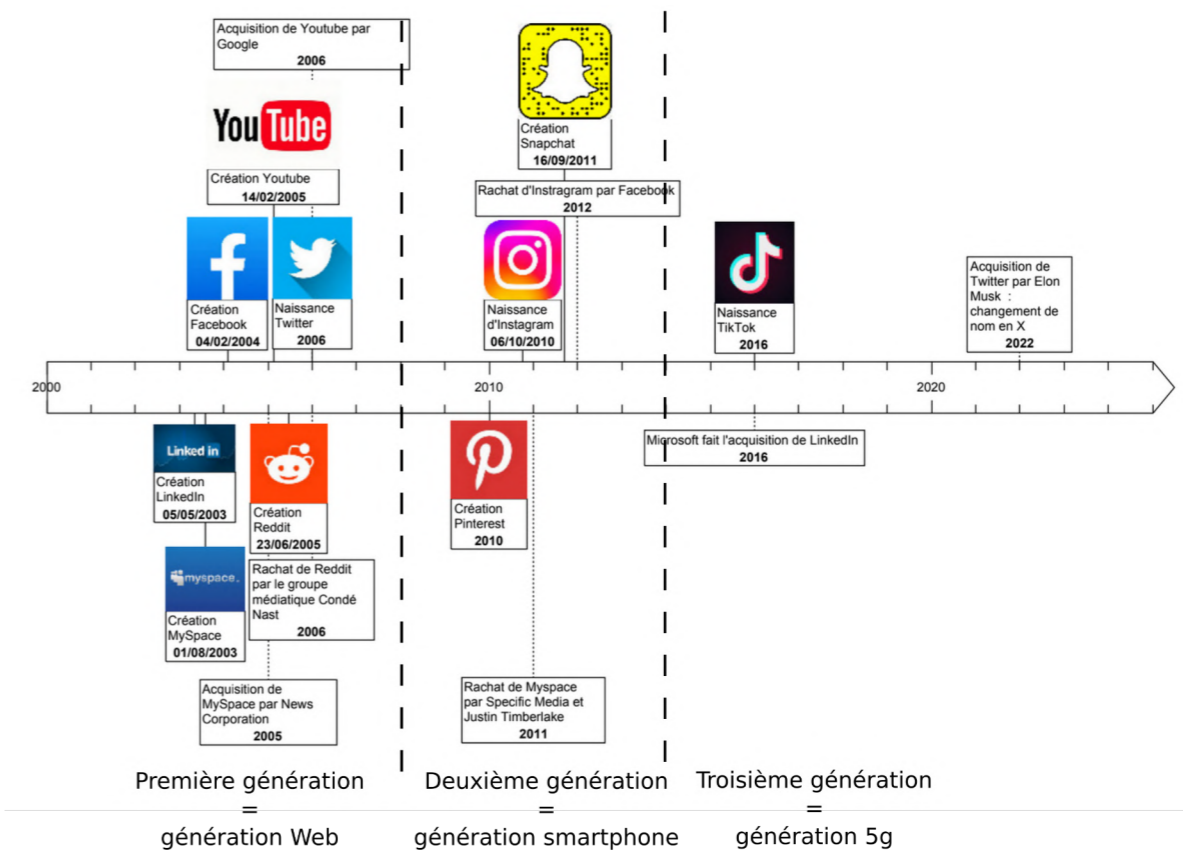 Acquisition de Youtube par
Google
2006
YouTube
Création Youtube
14/02/2005
Création
Facebook
04/02/2004
Naissance
Twitter
2006
Création
Snapchat
16/09/2011
Rachat d'Instragram par Facebook
2012
Naissance
d'Instagram
06/10/2010
Naissance
TikTok
2016
Acquisition de
Twitter par Elon
Musk :
changement de
nom en X
2022
2000
2010
2020
Linked in
Création
LinkedIn
05/05/2003
myspace.
Création
MySpace
01/08/2003
Création
Reddit
23/06/2005
Rachat de Reddit
par le groupe
médiatique Condé
Nast
2006
Acquisition de
MySpace par News
Corporation
2005
Création
Pinterest
2010
Rachat de Myspace
par Specific Media et
Justin Timberlake
2011
Microsoft fait l'acquisition de LinkedIn
2016
Première génération
=
génération Web
Deuxième génération
=
génération smartphone
Troisième génération
=
génération 5g